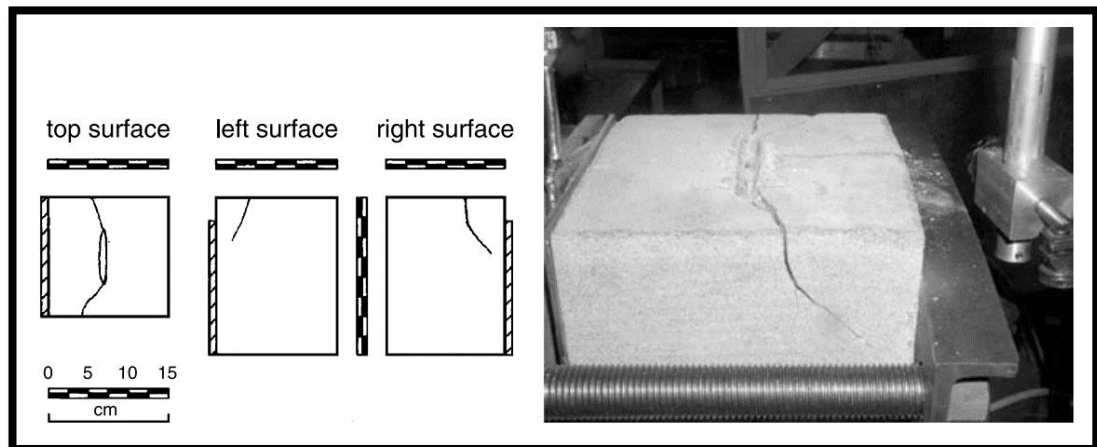 top surface
left surface
right surface
0 5 10 15
cm